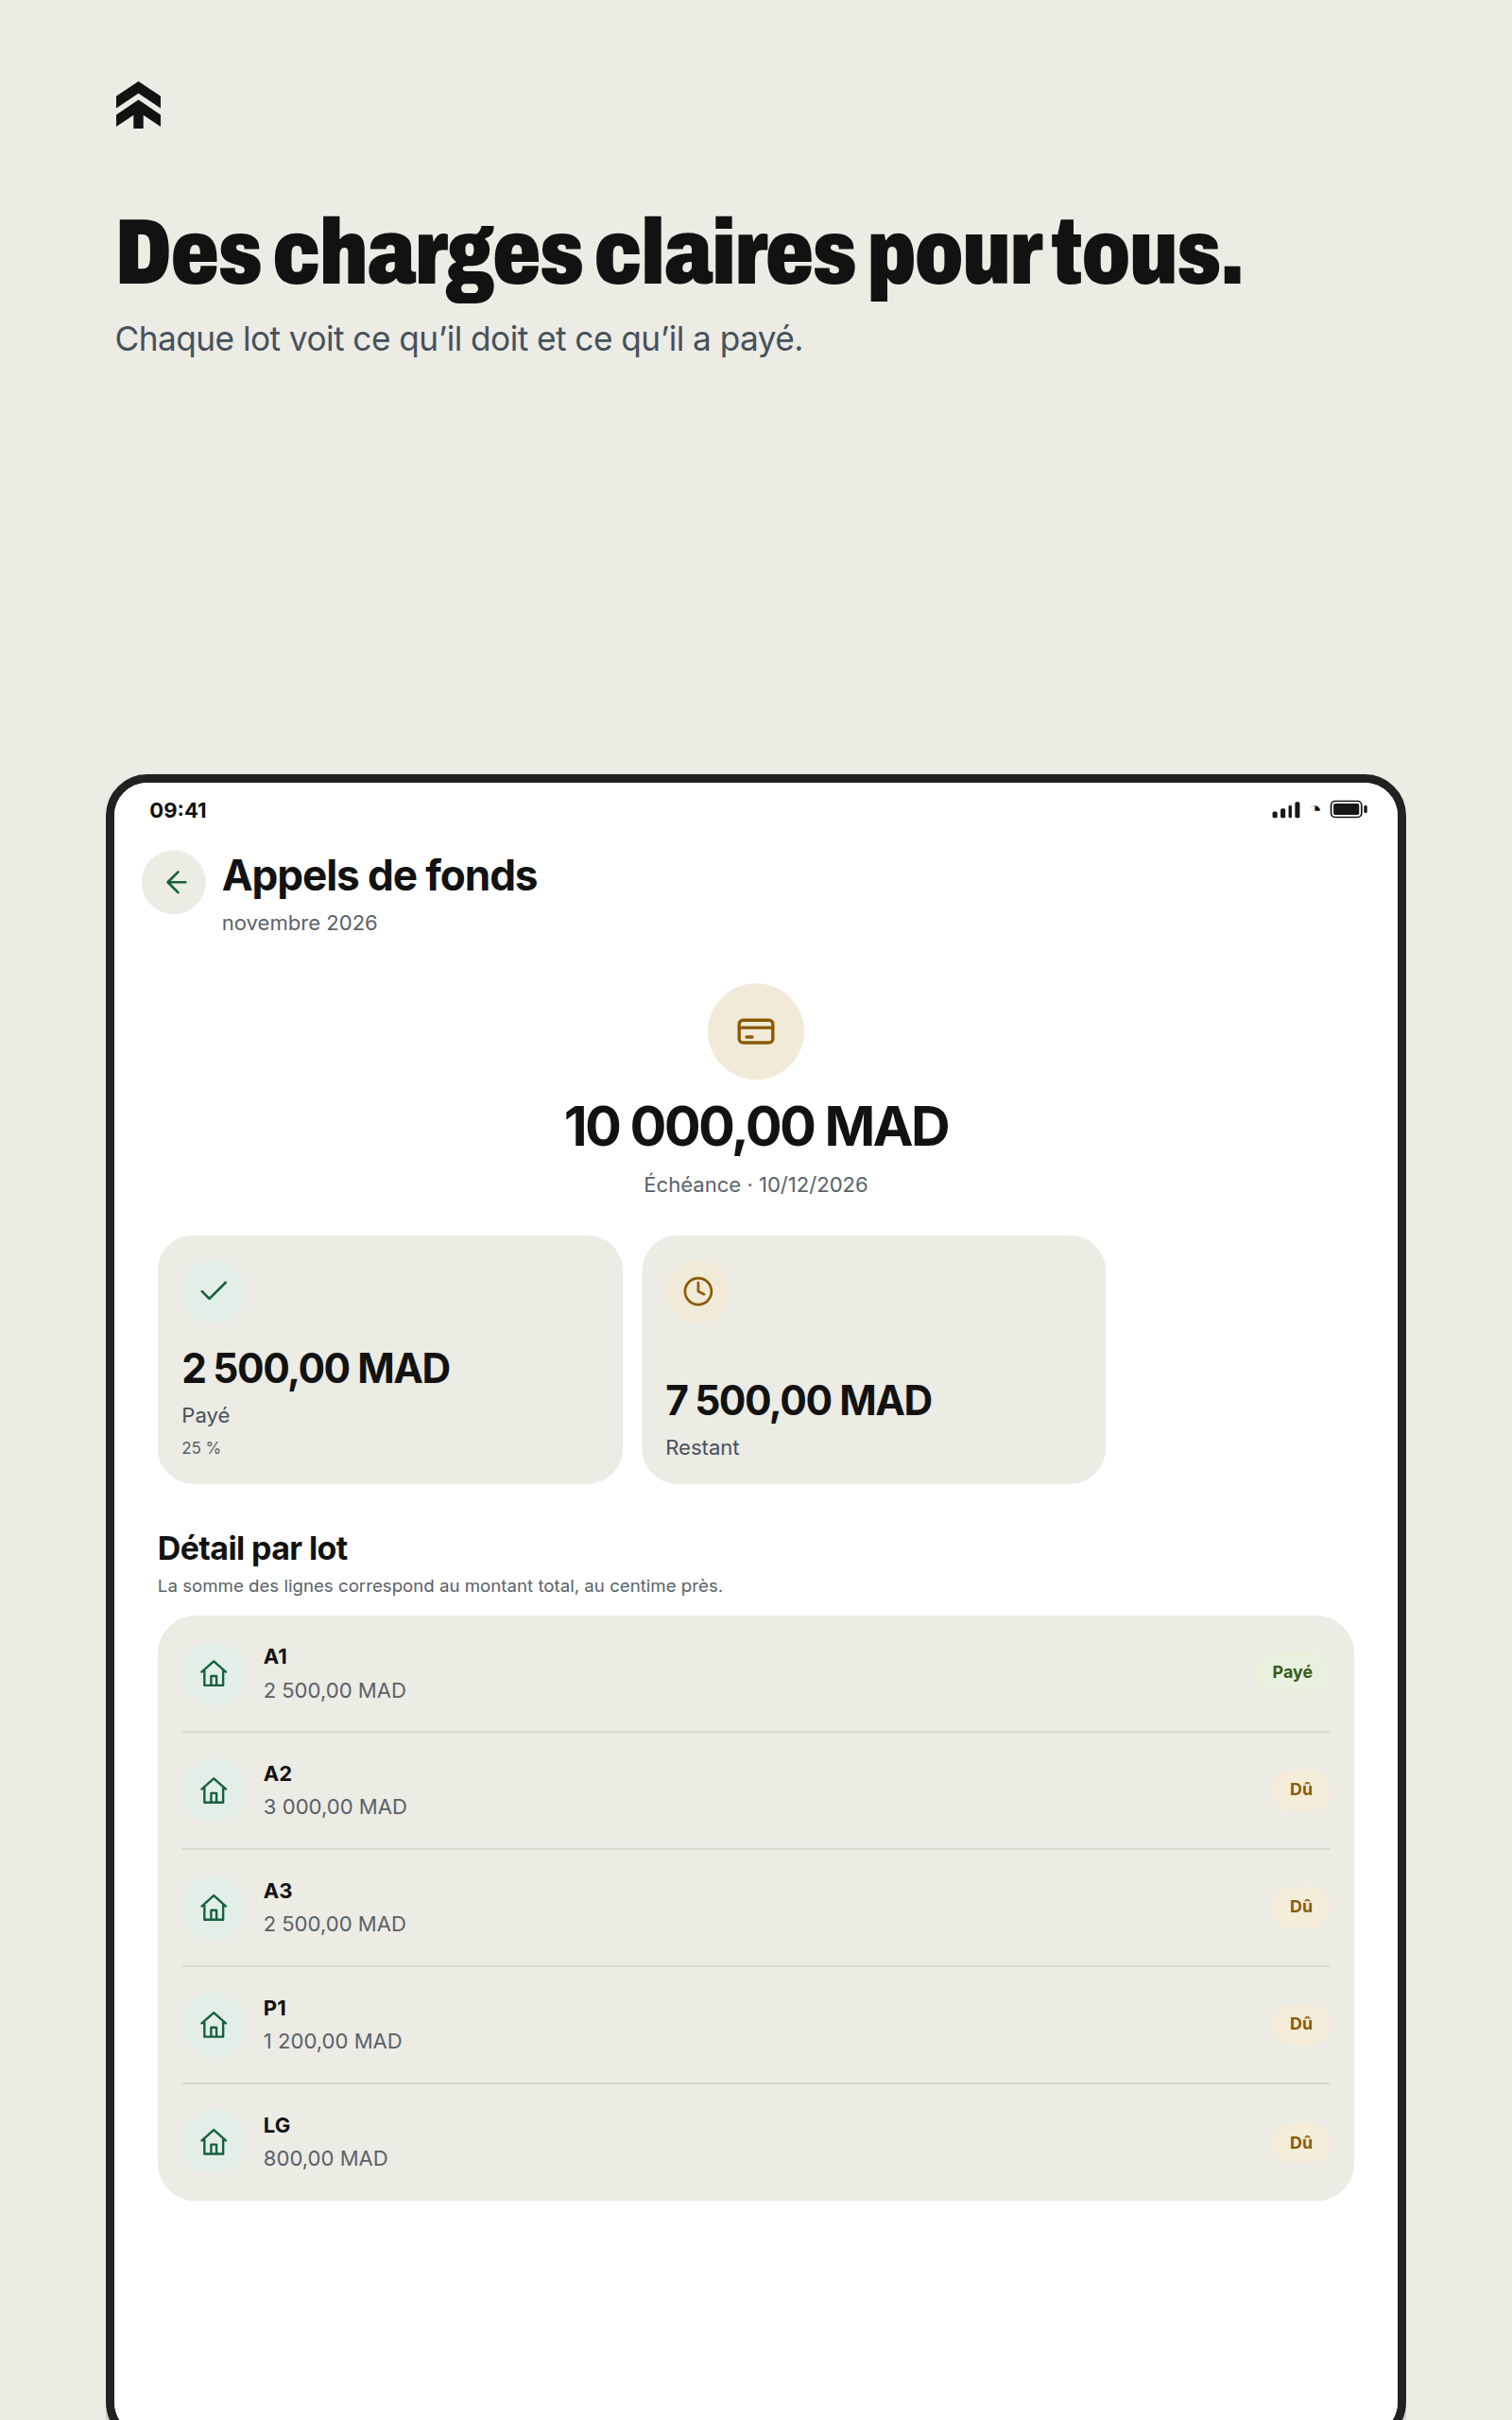 Des charges claires pour tous.
Chaque lot voit ce qu’il doit et ce qu’il a payé.
09:41
Appels de fonds
novembre 2026
10 000,00 MAD
Échéance · 10/12/2026
2 500,00 MAD
Payé
25 %
7 500,00 MAD
Restant
Détail par lot
La somme des lignes correspond au montant total, au centime près.
A1
2 500,00 MAD
Payé
A2
3 000,00 MAD
Dû
A3
2 500,00 MAD
Dû
P1
1 200,00 MAD
Dû
LG
800,00 MAD
Dû